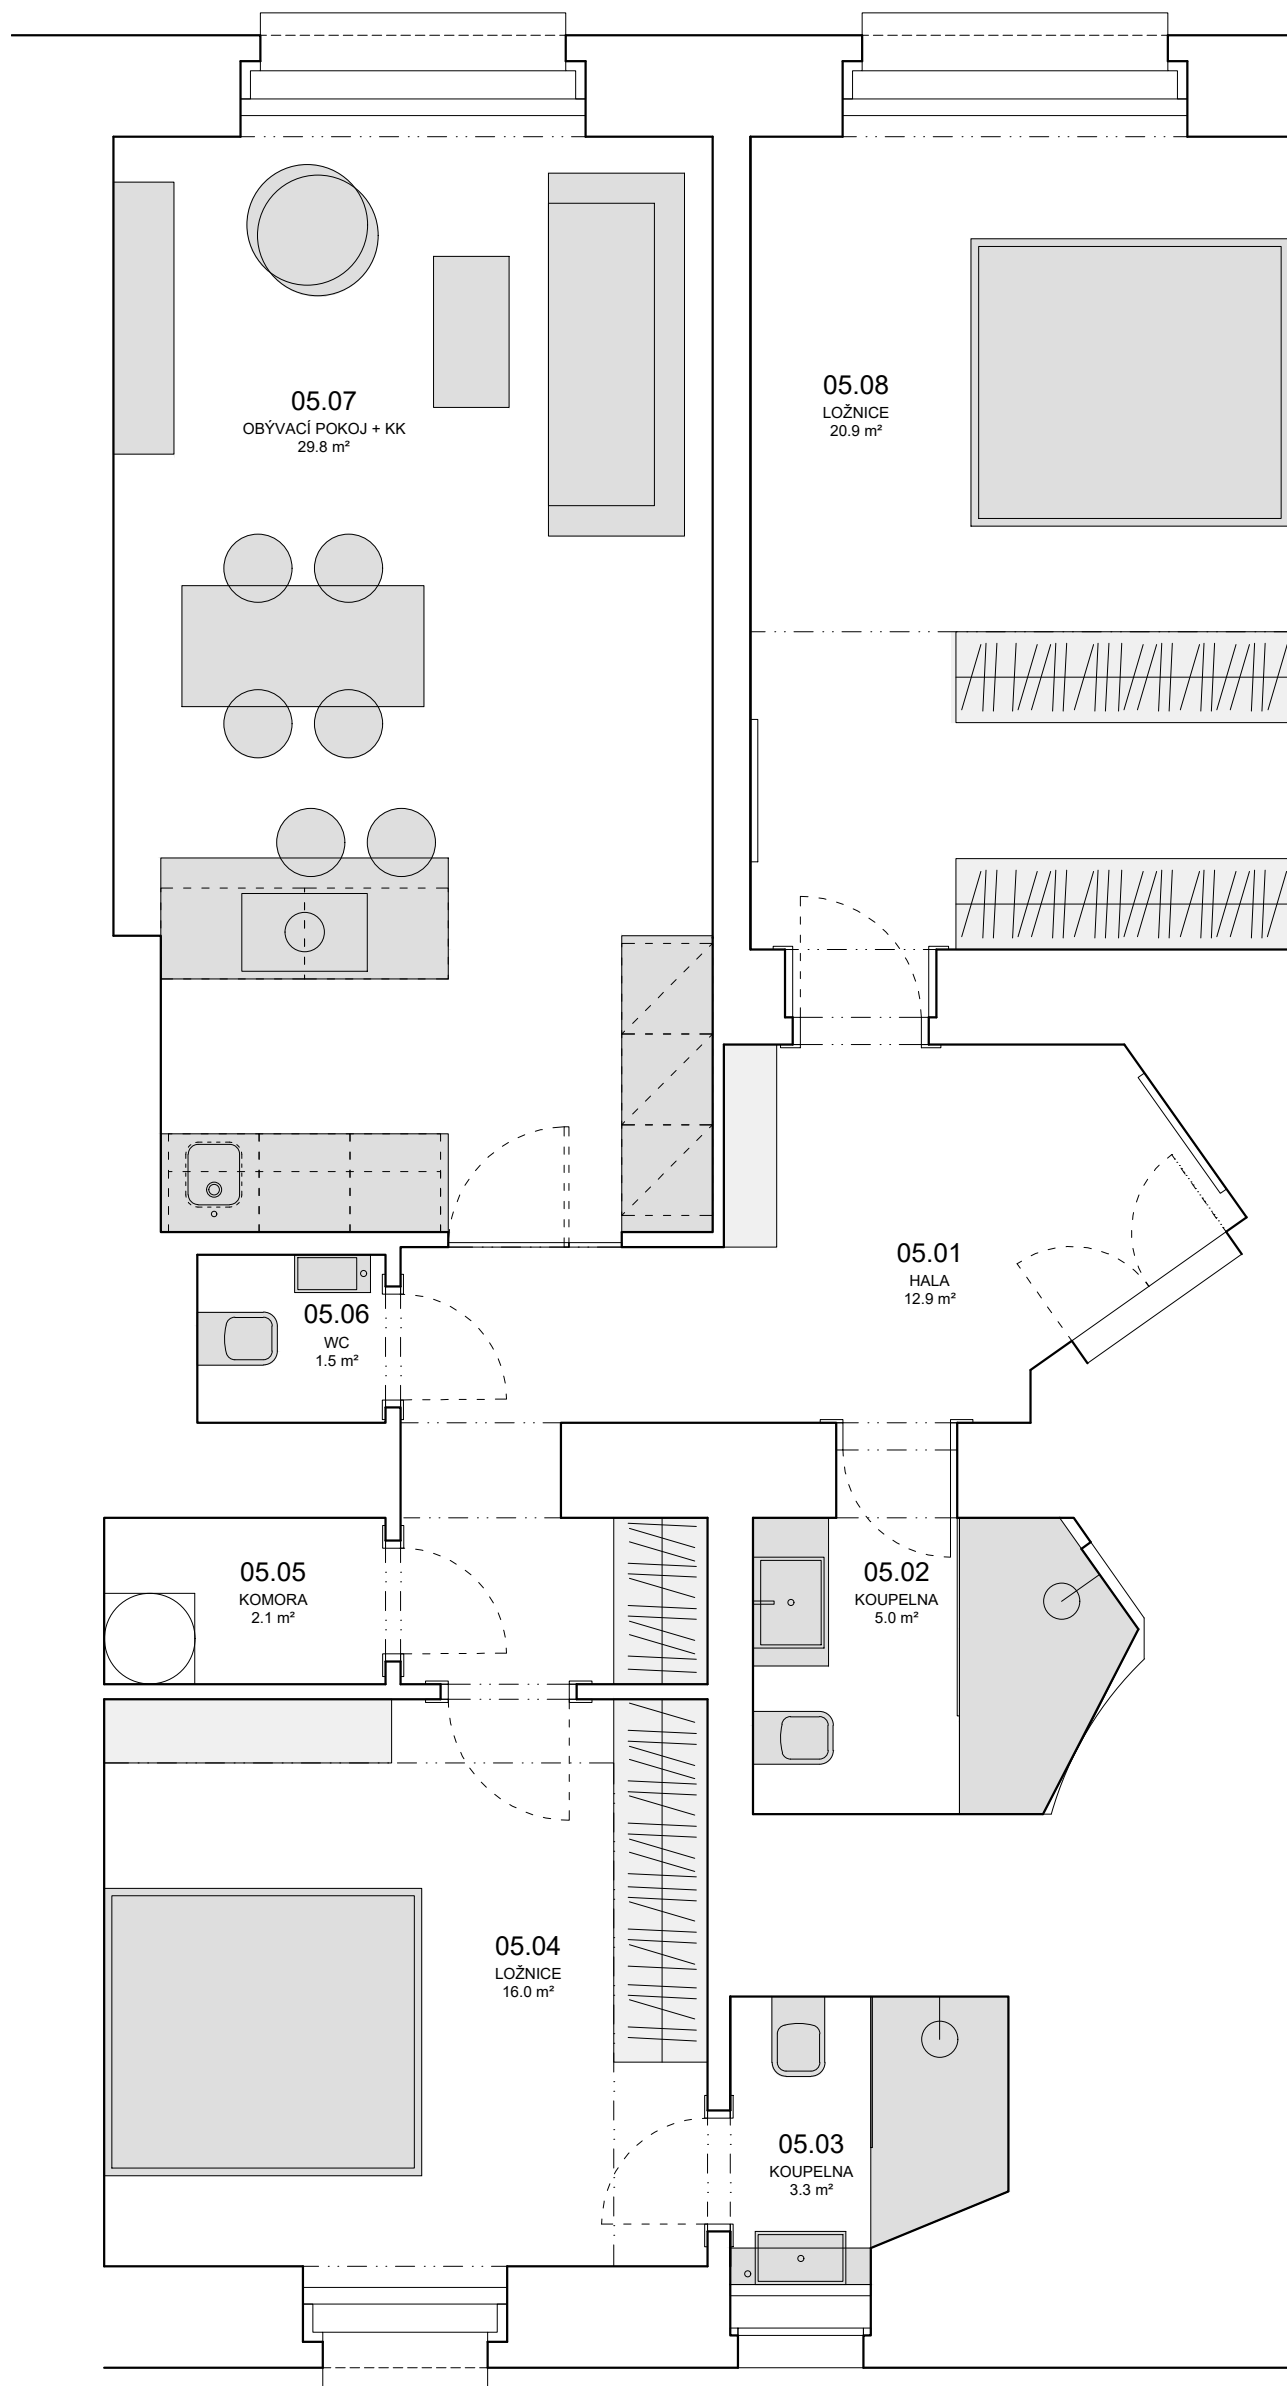 05.07
OBÝVACÍ POKOJ + KK
29.8 m²
05.08
LOŽNICE
20.9 m²
05.01
HALA
12.9 m²
05.06
WC
1.5 m²
05.05
KOMORA
2.1 m²
05.02
KOUPELNA
5.0 m²
05.04
LOŽNICE
16.0 m²
05.03
KOUPELNA
3.3 m²